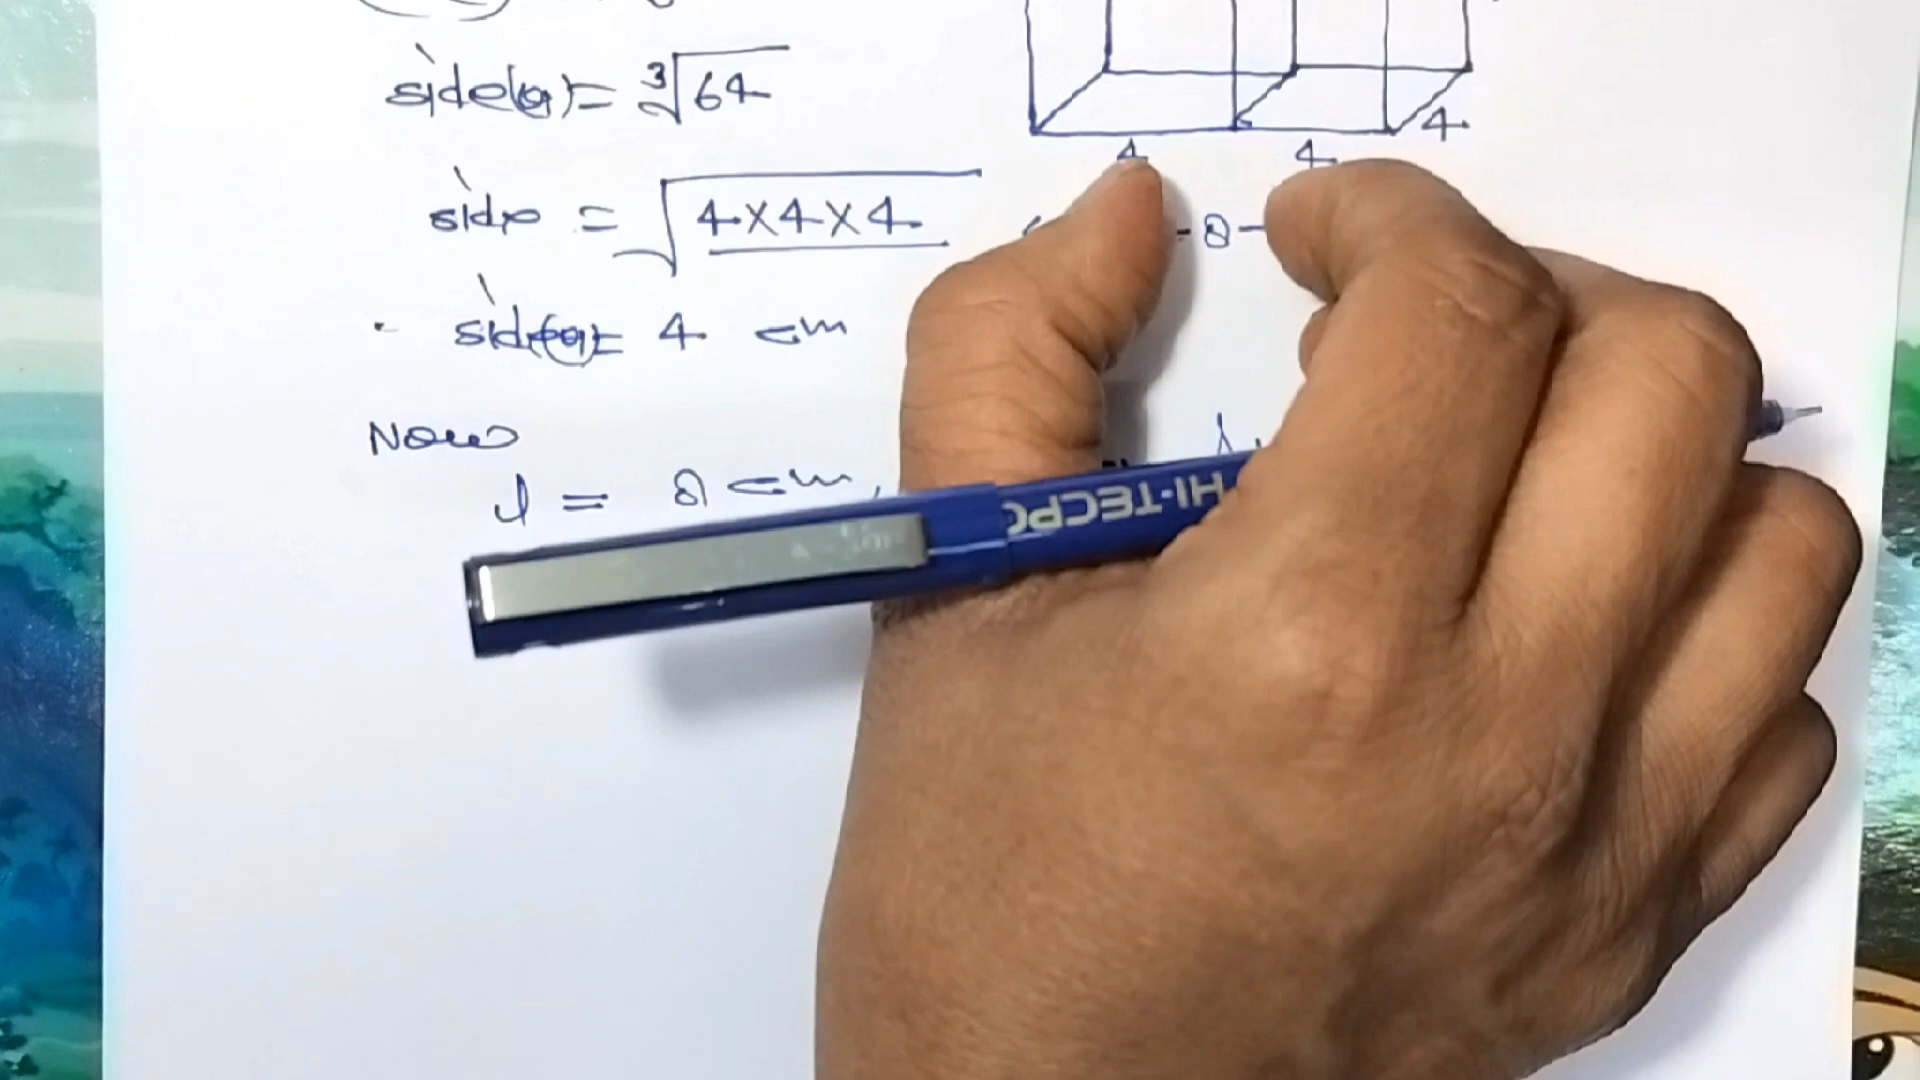 side(a) = ∛64
4
4 4
side = √4×4×4
- 8 -
side(a) = 4 cm
Now
l = 8 cm,
HI-TECPO